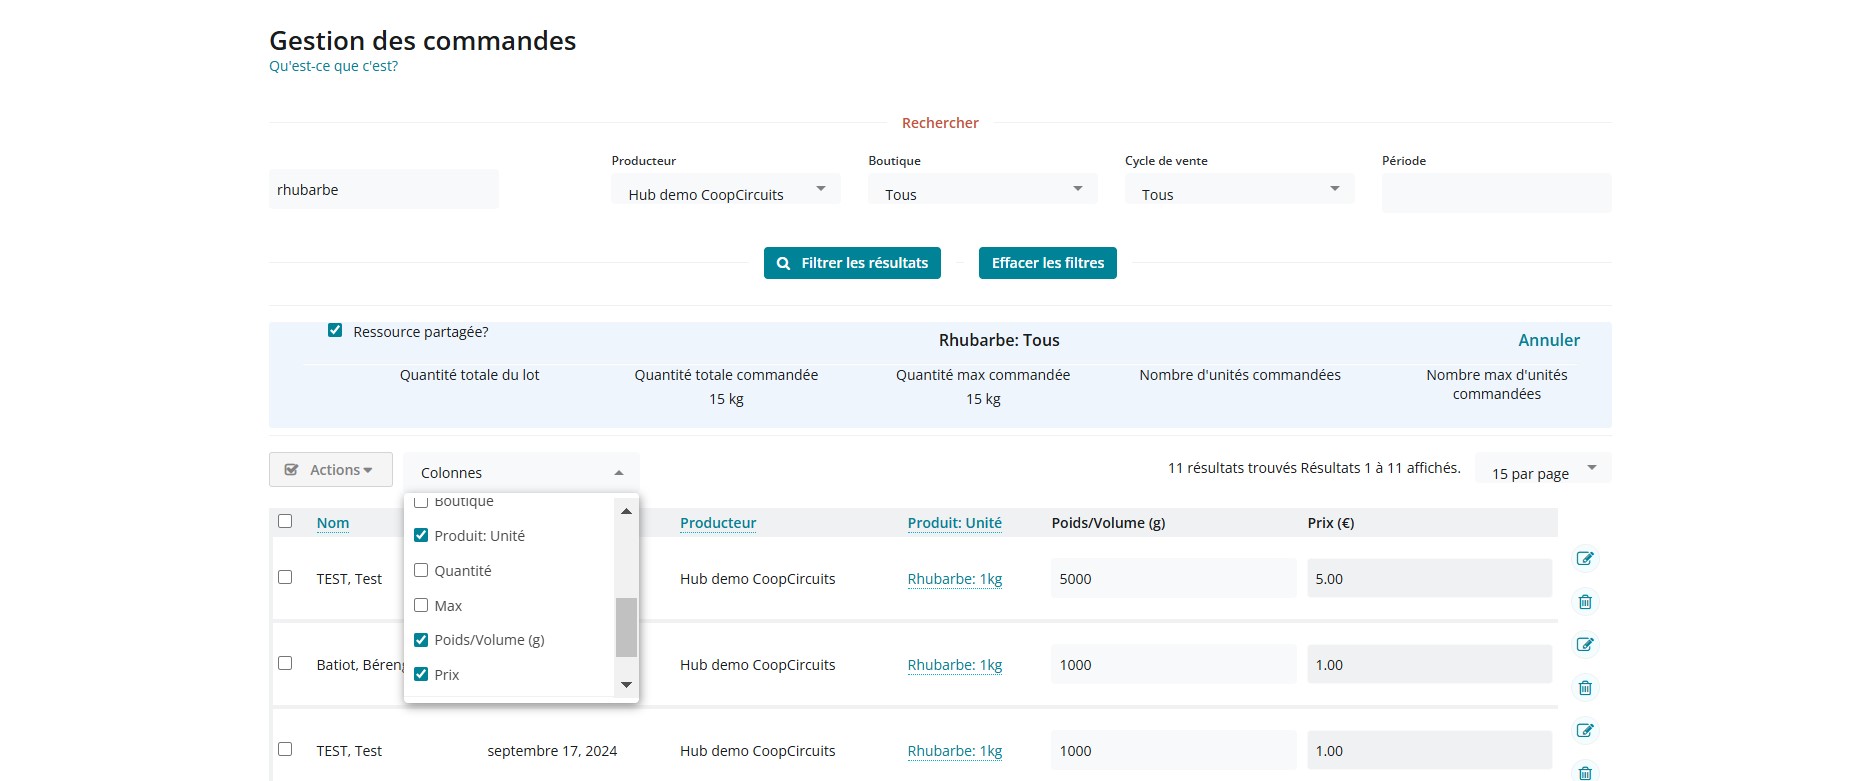 Gestion des commandes
Qu'est-ce que c'est?
Rechercher
Producteur Boutique Cycle de vente Période
rhubarbe Hub demo CoopCircuits Tous Tous
Filtrer les résultats Effacer les filtres
Ressource partagée? Rhubarbe: Tous Annuler
Quantité totale du lot Quantité totale commandée Quantité max commandée Nombre d'unités commandées Nombre max d'unités
commandées
15 kg 15 kg
Actions Colonnes 11 résultats trouvés Résultats 1 à 11 affichés. 15 par page
Boutique
Nom Producteur Produit: Unité Poids/Volume (g) Prix (€)
Produit: Unité
Quantité
TEST, Test Hub demo CoopCircuits Rhubarbe: 1kg 5000 5.00
Max
Poids/Volume (g)
Batiot, Béreng Hub demo CoopCircuits Rhubarbe: 1kg 1000 1.00
Prix
TEST, Test septembre 17, 2024 Hub demo CoopCircuits Rhubarbe: 1kg 1000 1.00